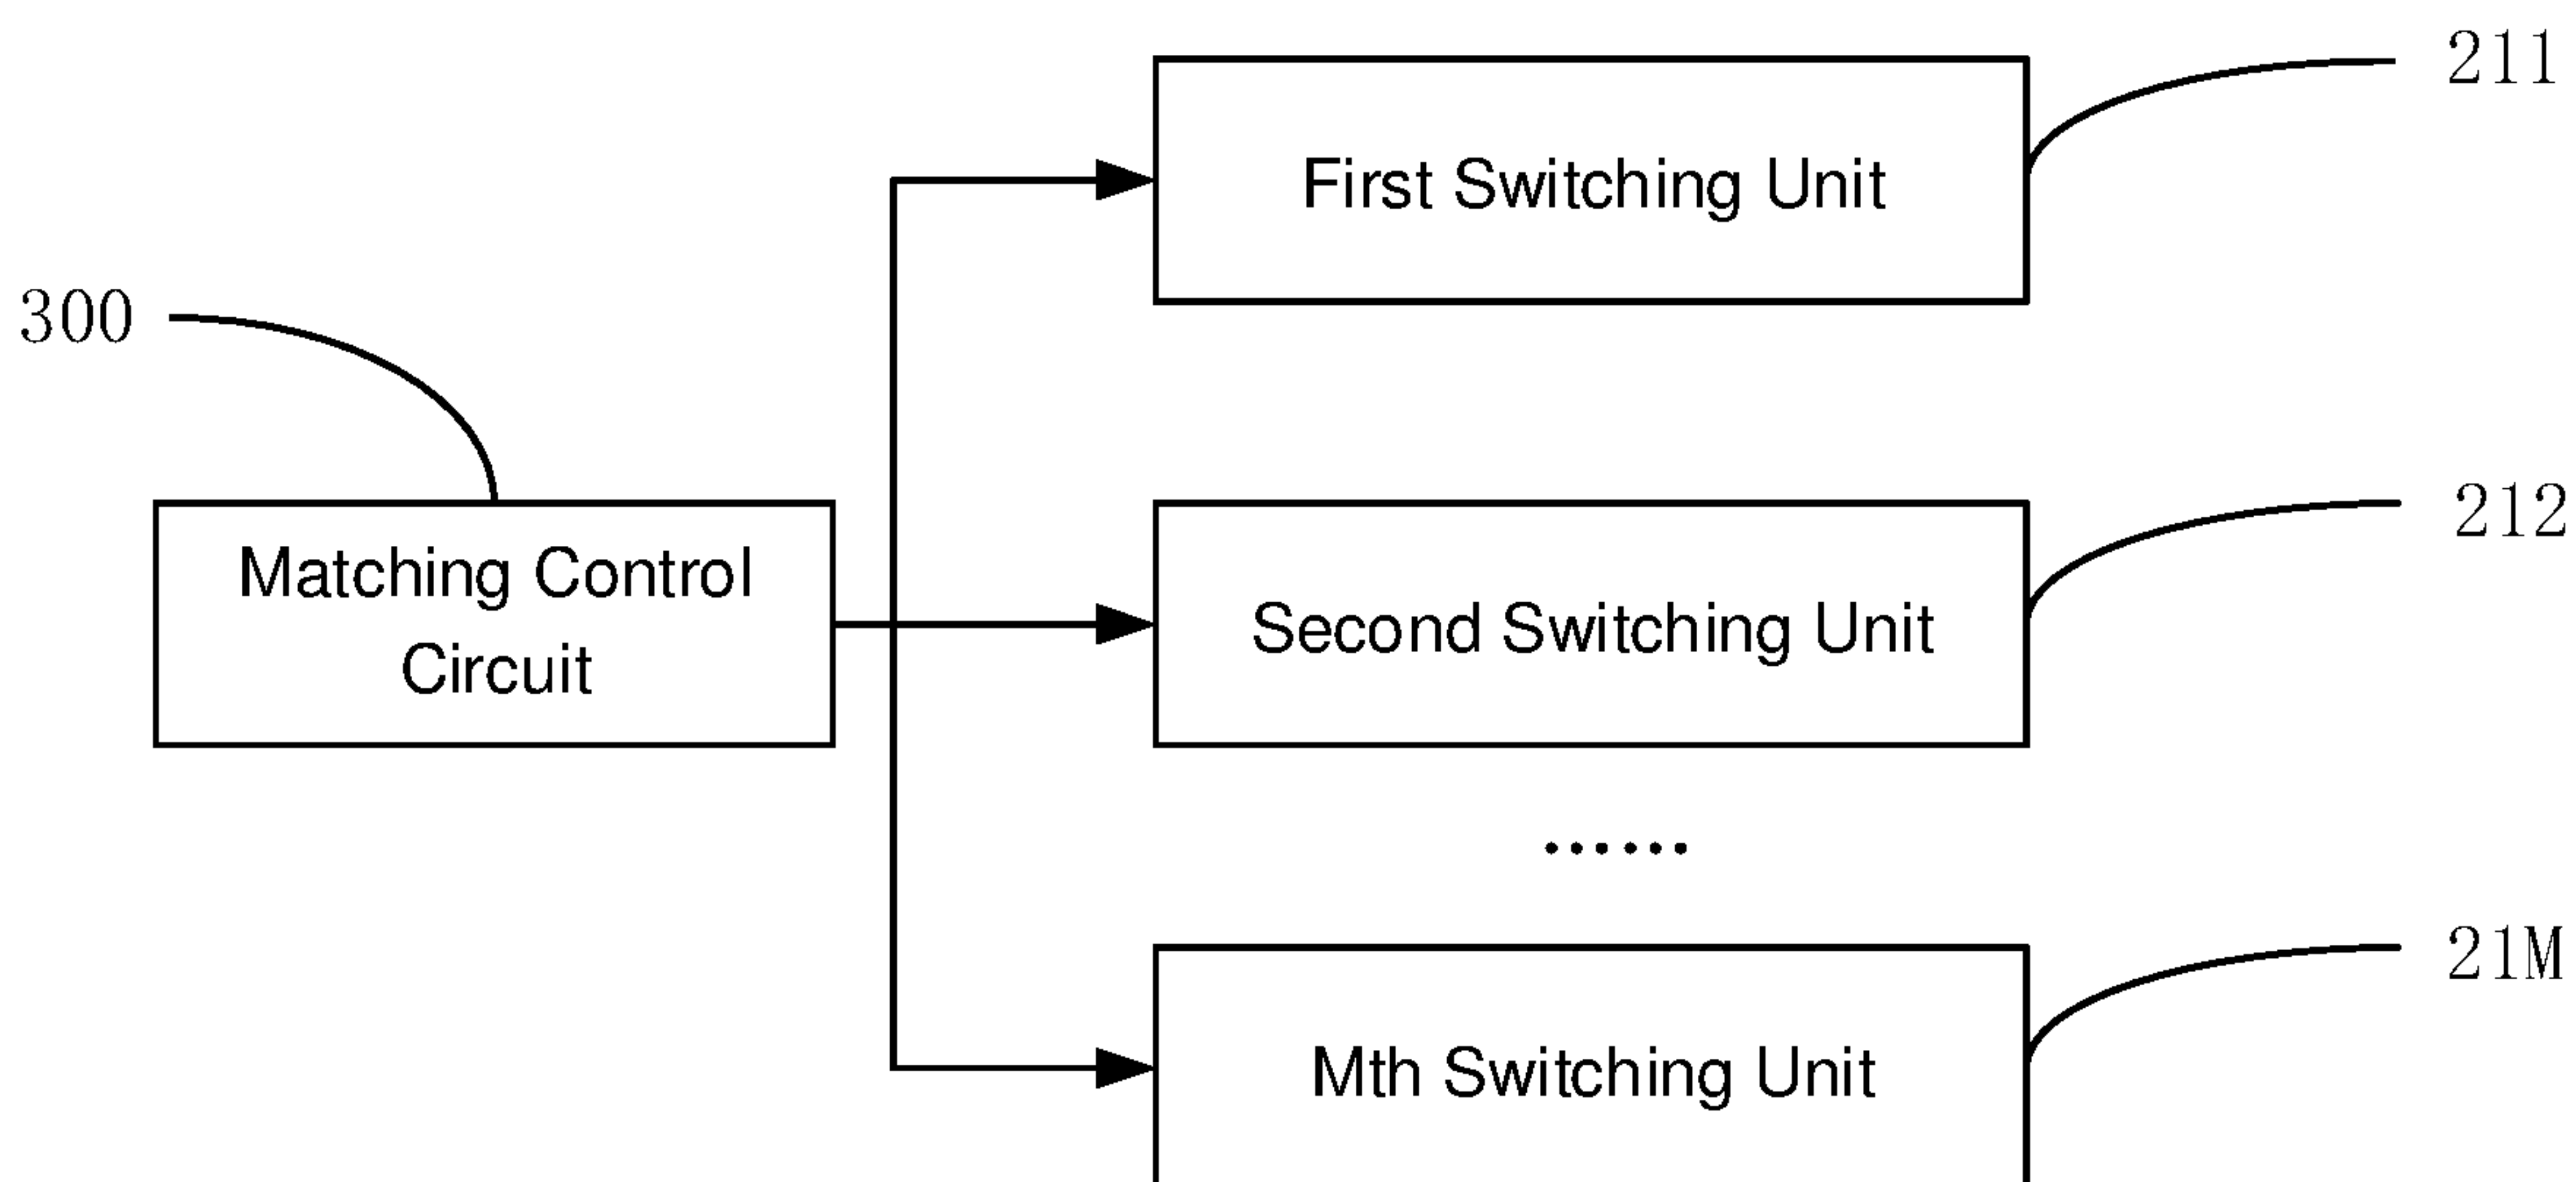 211
First Switching Unit
300
212
Matching Control
Circuit
Second Switching Unit
......
21M
Mth Switching Unit